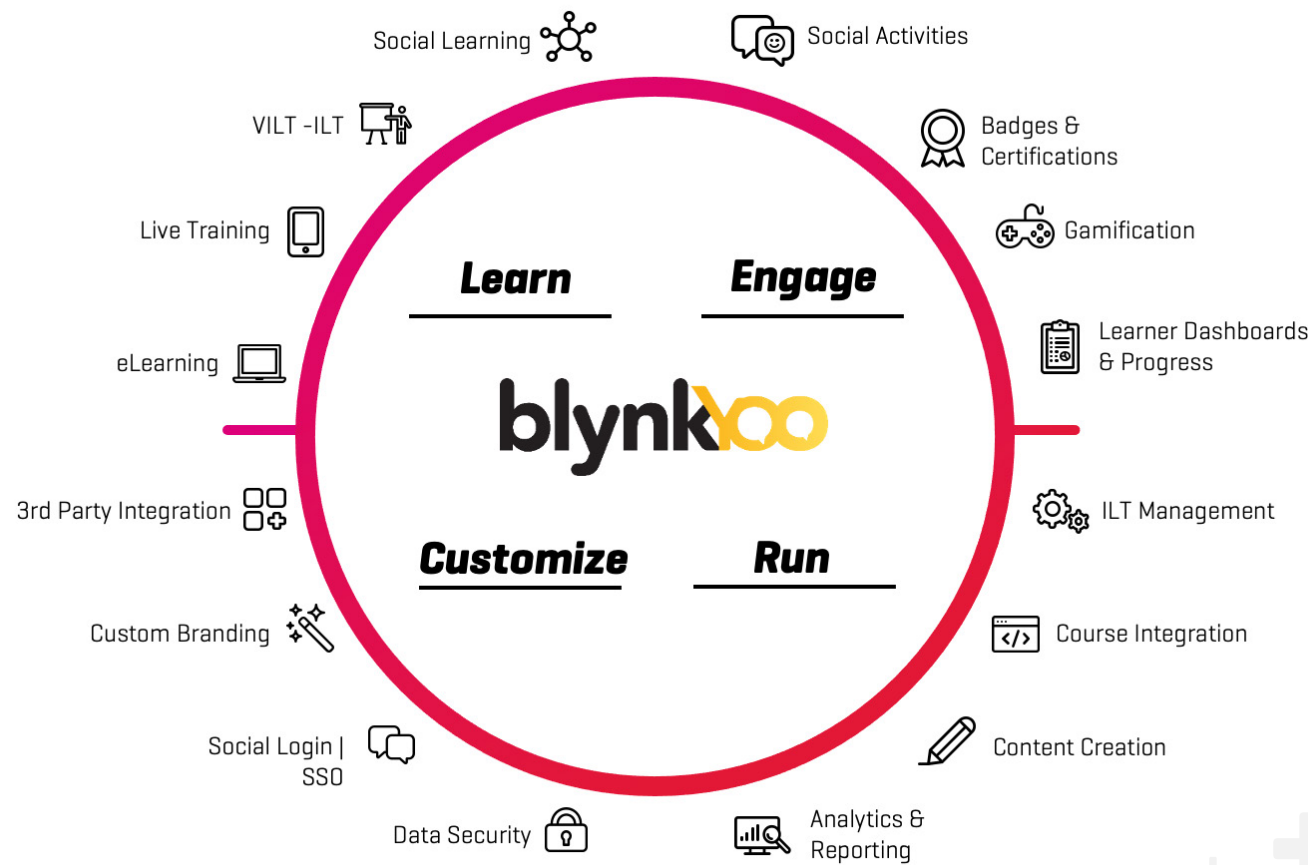 Social Learning
Social Activities
VILT -ILT
Badges &
Certifications
Live Training
Gamification
Learn
Engage
eLearning
Learner Dashboards
& Progress
blynkYOO
3rd Party Integration
ILT Management
Customize
Run
Custom Branding
Course Integration
Social Login |
SSO
Content Creation
Data Security
Analytics &
Reporting